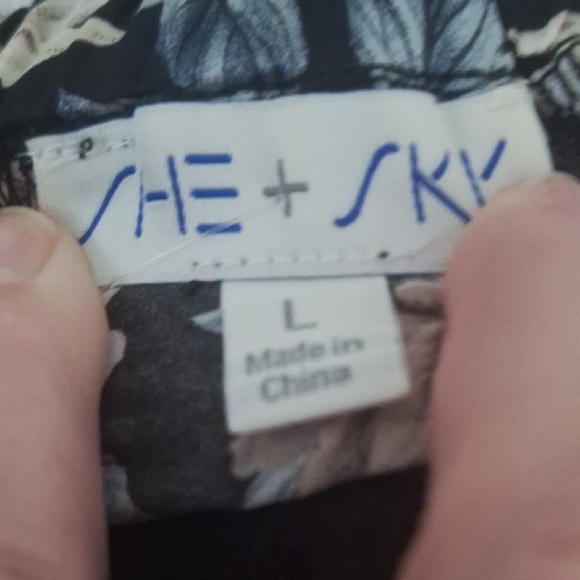 SHE + SKY
L
Made in
China